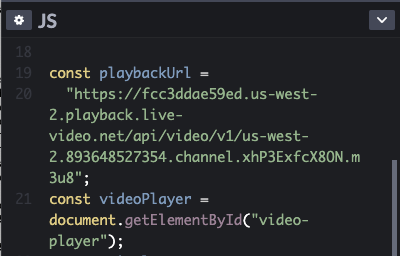 JS
18
19 const playbackUrl =
20 "https://fcc3ddae59ed.us-west-
2.playback.live-
video.net/api/video/v1/us-west-
2.893648527354.channel.xhP3ExfcX8ON.m
3u8";
21 const videoPlayer =
document.getElementById("video-
player");